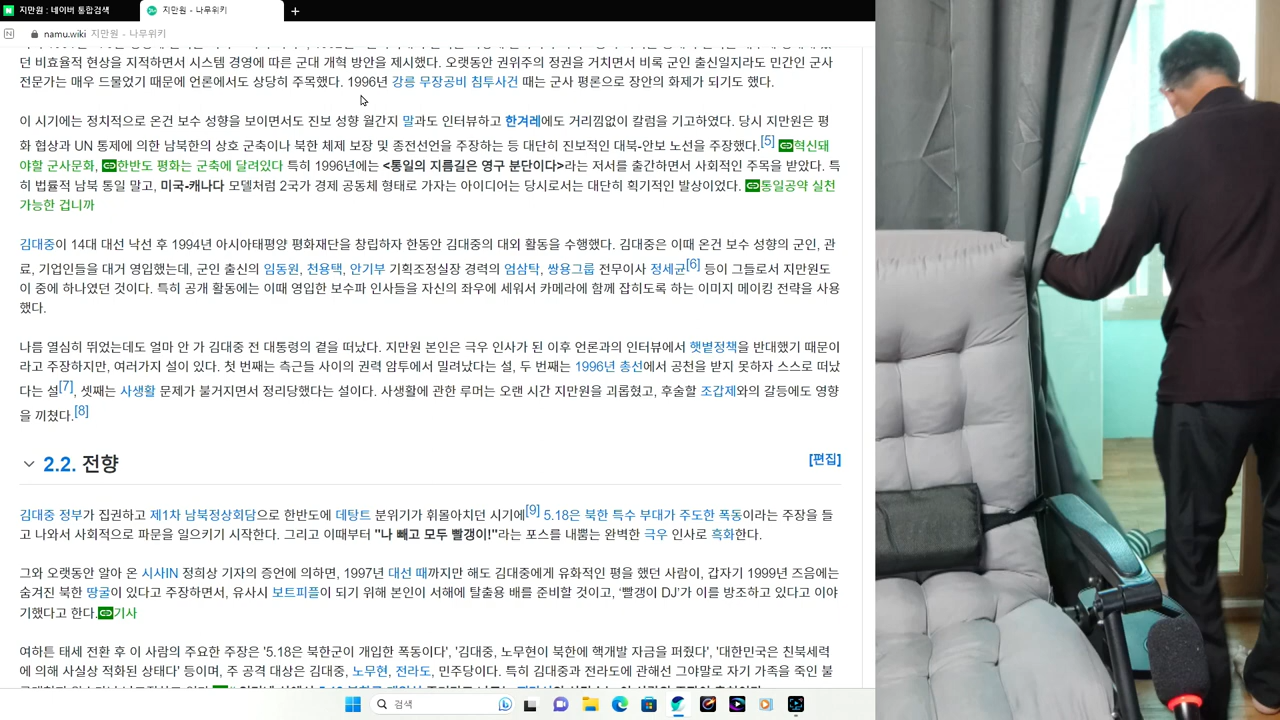 지만원 : 네이버 통합검색
지만원 - 나무위키
namu.wiki 지만원 - 나무위키
던 비효율적 현상을 지적하면서 시스템 경영에 따른 군대 개혁 방안을 제시했다. 오랫동안 권위주의 정권을 거치면서 비록 군인 출신일지라도 민간인 군사
전문가는 매우 드물었기 때문에 언론에서도 상당히 주목했다. 1996년 강릉 무장공비 침투사건 때는 군사 평론으로 장안의 화제가 되기도 했다.
이 시기에는 정치적으로 온건 보수 성향을 보이면서도 진보 성향 월간지 말과도 인터뷰하고 한겨레에도 거리낌없이 칼럼을 기고하였다. 당시 지만원은 평
화 협상과 UN 통제에 의한 남북한의 상호 군축이나 북한 체제 보장 및 종전선언을 주장하는 등 대단히 진보적인 대북-안보 노선을 주장했다.[5] 혁신돼
야할 군사문화, 한반도 평화는 군축에 달려있다 특히 1996년에는 <통일의 지름길은 영구 분단이다>라는 저서를 출간하면서 사회적인 주목을 받았다. 특
히 법률적 남북 통일 말고, 미국-캐나다 모델처럼 2국가 경제 공동체 형태로 가자는 아이디어는 당시로서는 대단히 획기적인 발상이었다. 통일공약 실천
가능한 겁니까
김대중이 14대 대선 낙선 후 1994년 아시아태평양 평화재단을 창립하자 한동안 김대중의 대외 활동을 수행했다. 김대중은 이때 온건 보수 성향의 군인, 관
료, 기업인들을 대거 영입했는데, 군인 출신의 임동원, 천용택, 안기부 기획조정실장 경력의 엄삼탁, 쌍용그룹 전무이사 정세균[6] 등이 그들로서 지만원도
이 중에 하나였던 것이다. 특히 공개 활동에는 이때 영입한 보수파 인사들을 자신의 좌우에 세워서 카메라에 함께 잡히도록 하는 이미지 메이킹 전략을 사용
했다.
나름 열심히 뛰었는데도 얼마 안 가 김대중 전 대통령의 곁을 떠났다. 지만원 본인은 극우 인사가 된 이후 언론과의 인터뷰에서 햇볕정책을 반대했기 때문이
라고 주장하지만, 여러가지 설이 있다. 첫 번째는 측근들 사이의 권력 암투에서 밀려났다는 설, 두 번째는 1996년 총선에서 공천을 받지 못하자 스스로 떠났
다는 설[7], 셋째는 사생활 문제가 불거지면서 정리당했다는 설이다. 사생활에 관한 루머는 오랜 시간 지만원을 괴롭혔고, 후술할 조갑제와의 갈등에도 영향
을 끼쳤다.[8]
2.2. 전향
[편집]
김대중 정부가 집권하고 제1차 남북정상회담으로 한반도에 데탕트 분위기가 휘몰아치던 시기에[9] 5.18은 북한 특수 부대가 주도한 폭동이라는 주장을 들
고 나와서 사회적으로 파문을 일으키기 시작한다. 그리고 이때부터 "나 빼고 모두 빨갱이!"라는 포스를 내뿜는 완벽한 극우 인사로 흑화한다.
그와 오랫동안 알아 온 시사IN 정희상 기자의 증언에 의하면, 1997년 대선 때까지만 해도 김대중에게 유화적인 평을 했던 사람이, 갑자기 1999년 즈음에는
숨겨진 북한 땅굴이 있다고 주장하면서, 유사시 보트피플이 되기 위해 본인이 서해에 탈출용 배를 준비할 것이고, '빨갱이 DJ'가 이를 방조하고 있다고 이야
기했다고 한다. 기사
여하튼 태세 전환 후 이 사람의 주요한 주장은 '5.18은 북한군이 개입한 폭동이다', '김대중, 노무현이 북한에 핵개발 자금을 퍼줬다', '대한민국은 친북세력
에 의해 사실상 적화된 상태다' 등이며, 주 공격 대상은 김대중, 노무현, 전라도, 민주당이다. 특히 김대중과 전라도에 관해선 그야말로 자기 가족을 죽인 불
검색